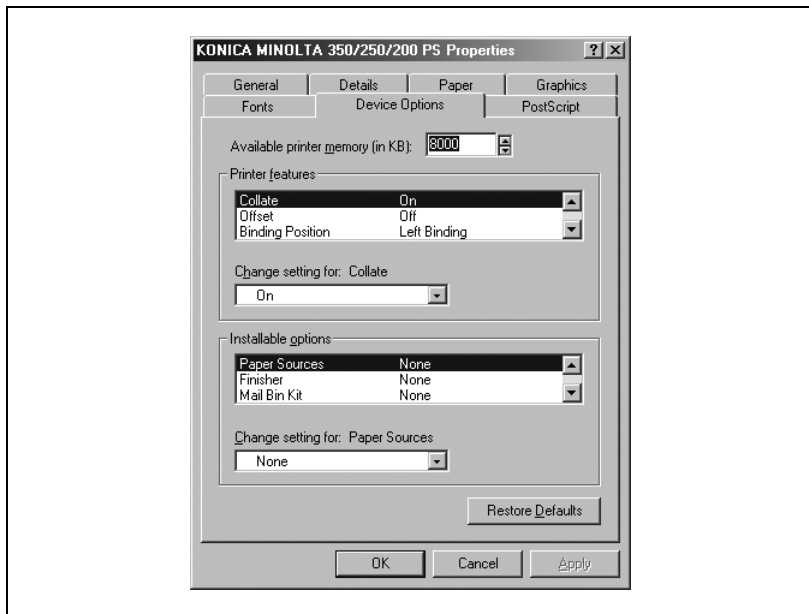 KONICA MINOLTA 350/250/200 PS Properties
General Details Paper Graphics
Fonts Device Options PostScript
Available printer memory (in KB): 8000
Printer features
Collate On
Offset Off
Binding Position Left Binding
Change setting for: Collate
On
Installable options
Paper Sources None
Finisher None
Mail Bin Kit None
Change setting for: Paper Sources
None
Restore Defaults
OK Cancel Apply